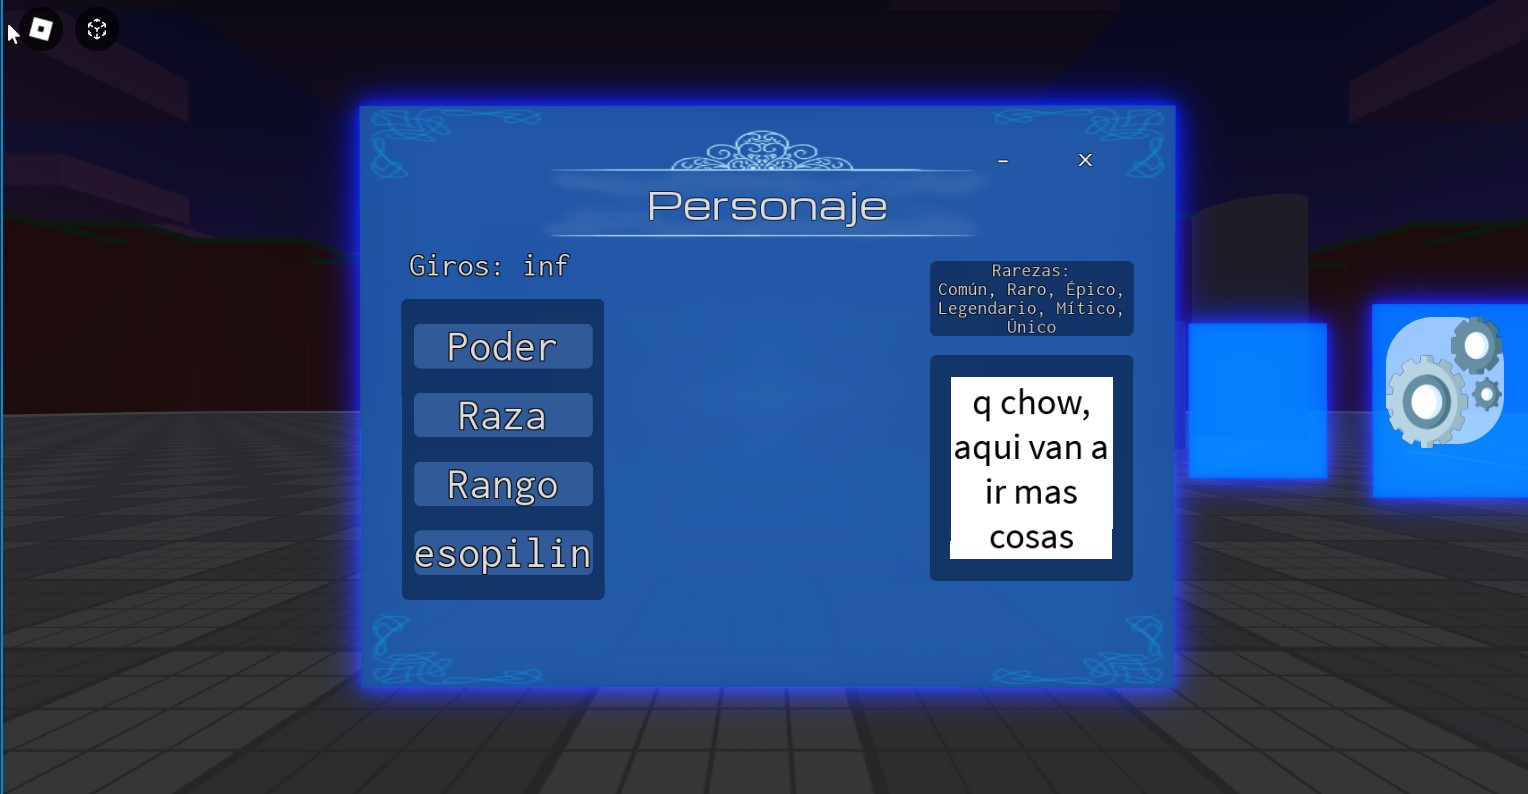 - X
Personaje
Giros: inf
Poder
Raza
Rango
esopilin
Rarezas:
Común, Raro, Épico,
Legendario, Mítico,
Único
q chow,
aqui van a
ir mas
cosas